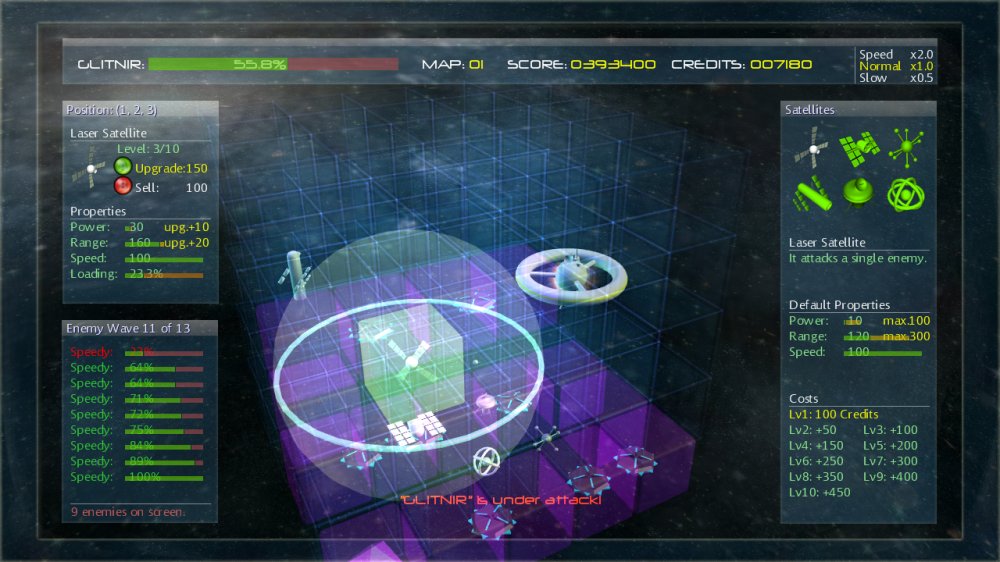 GLITNIR: 55.8% MAP: 01 SCORE: 0393400 CREDITS: 007180
Speed x2.0
Normal x1.0
Slow x0.5
Position: (1, 2, 3)
Laser Satellite
Level: 3/10
Upgrade:150
Sell: 100
Properties
Power: 30 upg.+10
Range: 160 upg.+20
Speed: 100
Loading: 23.3%
Enemy Wave 11 of 13
Speedy: 23%
Speedy: 64%
Speedy: 64%
Speedy: 71%
Speedy: 72%
Speedy: 75%
Speedy: 84%
Speedy: 89%
Speedy: 100%
9 enemies on screen.
"GLITNIR" is under attack!
Satellites
Laser Satellite
It attacks a single enemy.
Default Properties
Power: 10 max.100
Range: 120 max.300
Speed: 100
Costs
Lv1: 100 Credits
Lv2: +50 Lv3: +100
Lv4: +150 Lv5: +200
Lv6: +250 Lv7: +300
Lv8: +350 Lv9: +400
Lv10: +450